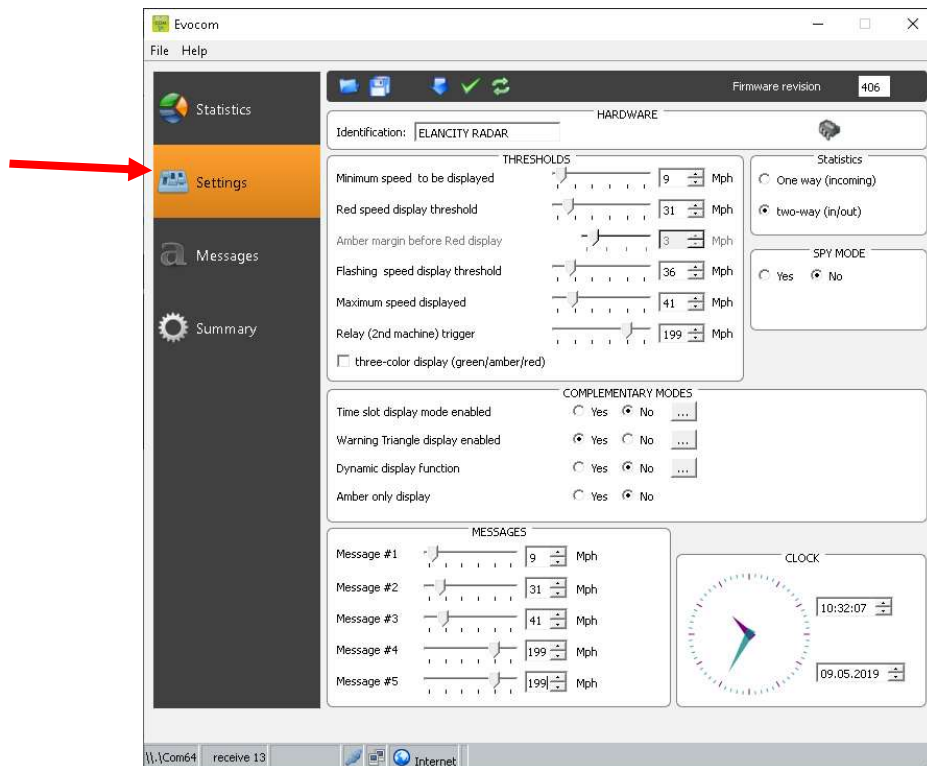 Evocom
File Help
Statistics
Settings
Messages
Summary
Firmware revision 406
HARDWARE
Identification: ELANCITY RADAR
THRESHOLDS
Minimum speed to be displayed 9 Mph
Red speed display threshold 31 Mph
Amber margin before Red display 3 Mph
Flashing speed display threshold 36 Mph
Maximum speed displayed 41 Mph
Relay (2nd machine) trigger 199 Mph
three-color display (green/amber/red)
Statistics
One way (incoming)
two-way (in/out)
SPY MODE
Yes No
COMPLEMENTARY MODES
Time slot display mode enabled Yes No ...
Warning Triangle display enabled Yes No ...
Dynamic display function Yes No ...
Amber only display Yes No
MESSAGES
Message #1 9 Mph
Message #2 31 Mph
Message #3 41 Mph
Message #4 199 Mph
Message #5 199 Mph
CLOCK
10:32:07
09.05.2019
\\.\Com64 receive 13 Internet